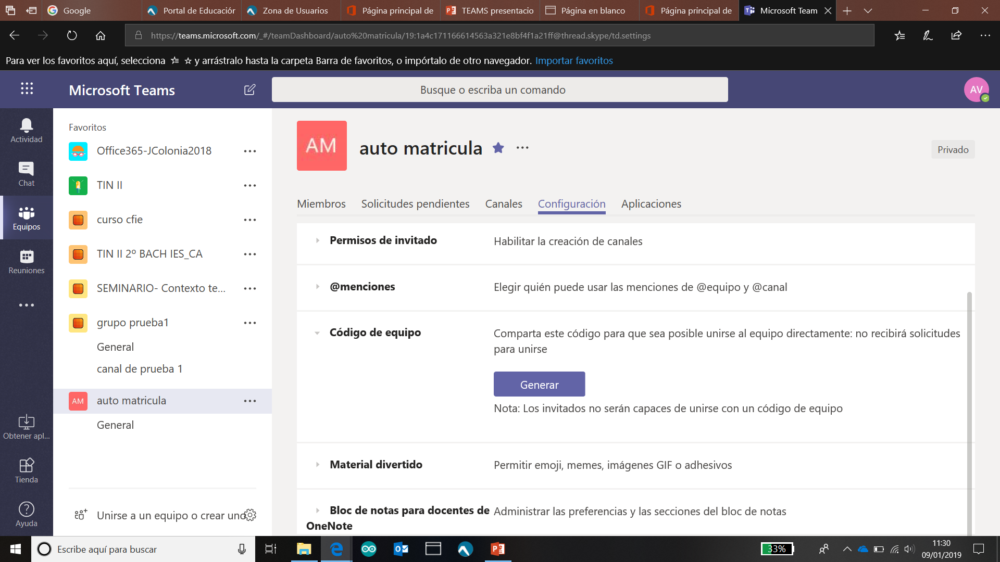 Google
Portal de Educaciór
Zona de Usuarios
Página principal de
TEAMS presentacio
Página en blanco
Página principal de
Microsoft Team
https://teams.microsoft.com/_#/teamDashboard/auto%20matricula/19:1a4c171166614563a321e8bf4f1a21ff@thread.skype/td.settings
Para ver los favoritos aquí, selecciona y arrástralo hasta la carpeta Barra de favoritos, o impórtalo de otro navegador. Importar favoritos
Microsoft Teams
Busque o escriba un comando
AV
Actividad
Chat
Equipos
Reuniones
Obtener apl...
Tienda
Ayuda
Favoritos
Office365-JColonia2018
TIN II
curso cfie
TIN II 2º BACH IES_CA
SEMINARIO- Contexto te...
grupo prueba1
General
canal de prueba 1
AM auto matricula
General
Unirse a un equipo o crear uno
AM
auto matricula
Privado
Miembros
Solicitudes pendientes
Canales
Configuración
Aplicaciones
Permisos de invitado
Habilitar la creación de canales
@menciones
Elegir quién puede usar las menciones de @equipo y @canal
Código de equipo
Comparta este código para que sea posible unirse al equipo directamente: no recibirá solicitudes
para unirse
Generar
Nota: Los invitados no serán capaces de unirse con un código de equipo
Material divertido
Permitir emoji, memes, imágenes GIF o adhesivos
Bloc de notas para docentes de
OneNote
Administrar las preferencias y las secciones del bloc de notas
Escribe aquí para buscar
33%
11:30
09/01/2019